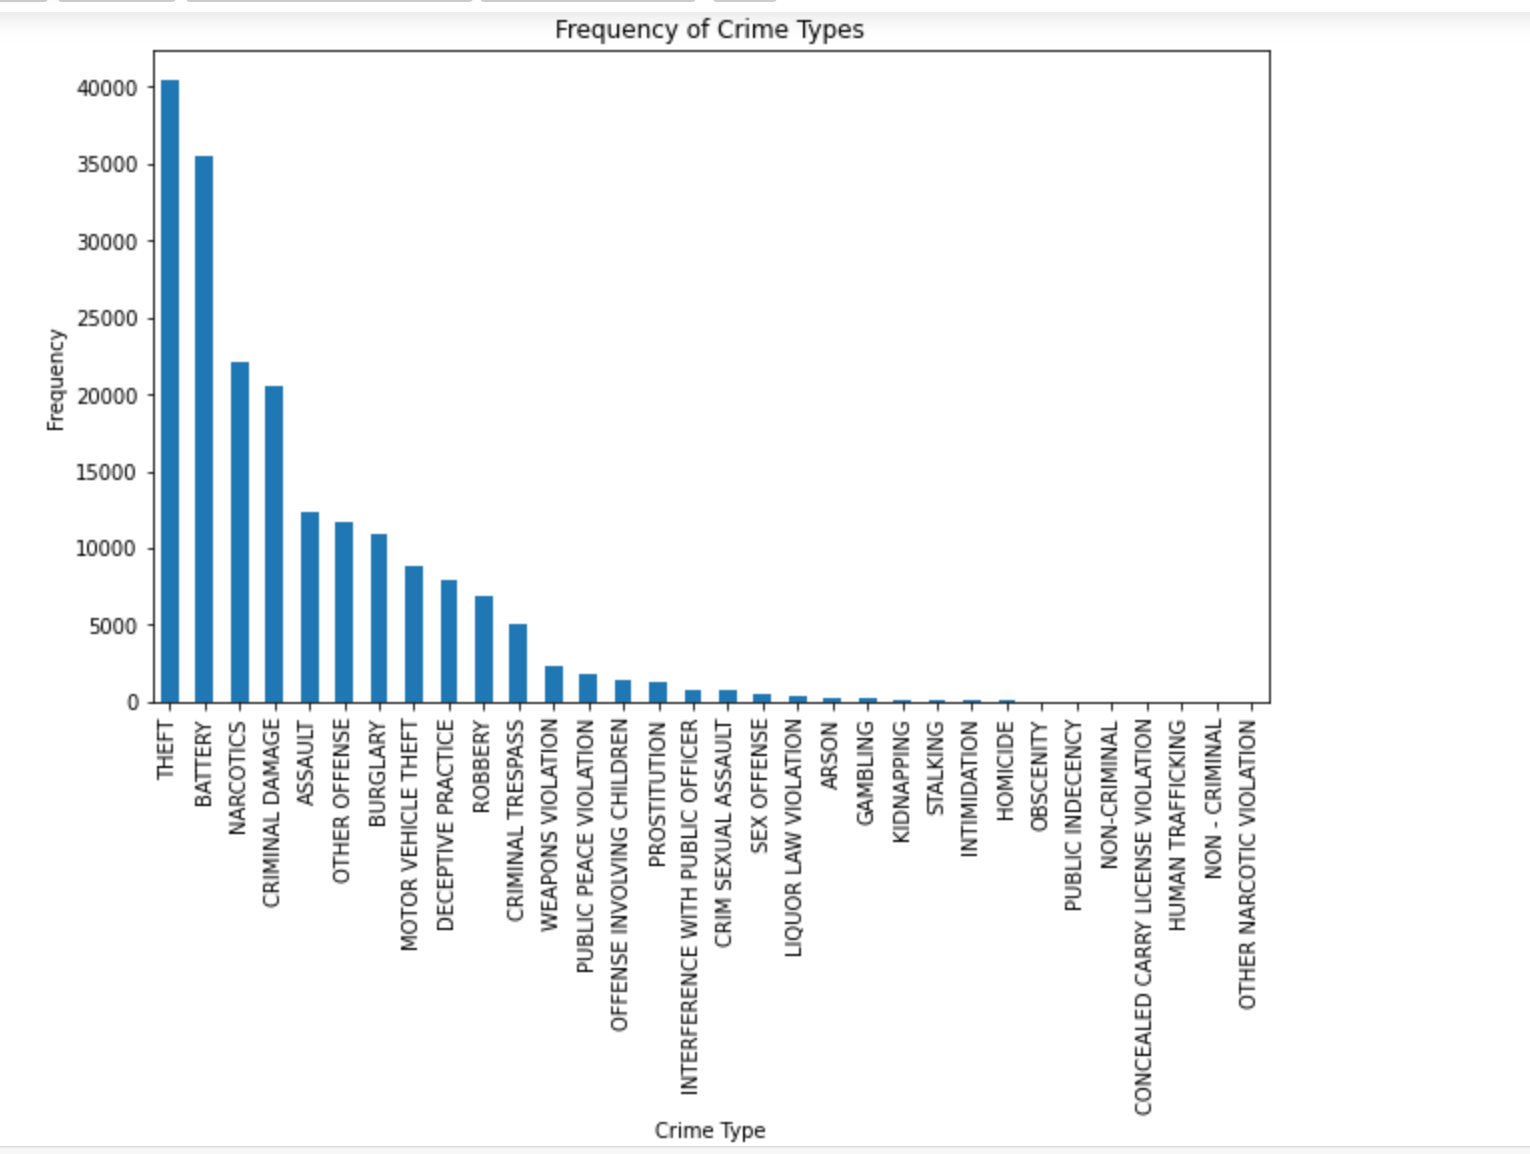 Frequency of Crime Types
40000
35000
30000
25000
20000
15000
10000
5000
0
Frequency
THEFT
BATTERY
NARCOTICS
CRIMINAL DAMAGE
ASSAULT
OTHER OFFENSE
BURGLARY
MOTOR VEHICLE THEFT
DECEPTIVE PRACTICE
ROBBERY
CRIMINAL TRESPASS
WEAPONS VIOLATION
PUBLIC PEACE VIOLATION
OFFENSE INVOLVING CHILDREN
PROSTITUTION
INTERFERENCE WITH PUBLIC OFFICER
CRIM SEXUAL ASSAULT
SEX OFFENSE
LIQUOR LAW VIOLATION
ARSON
GAMBLING
KIDNAPPING
STALKING
INTIMIDATION
HOMICIDE
OBSCENITY
PUBLIC INDECENCY
NON-CRIMINAL
CONCEALED CARRY LICENSE VIOLATION
HUMAN TRAFFICKING
NON - CRIMINAL
OTHER NARCOTIC VIOLATION
Crime Type